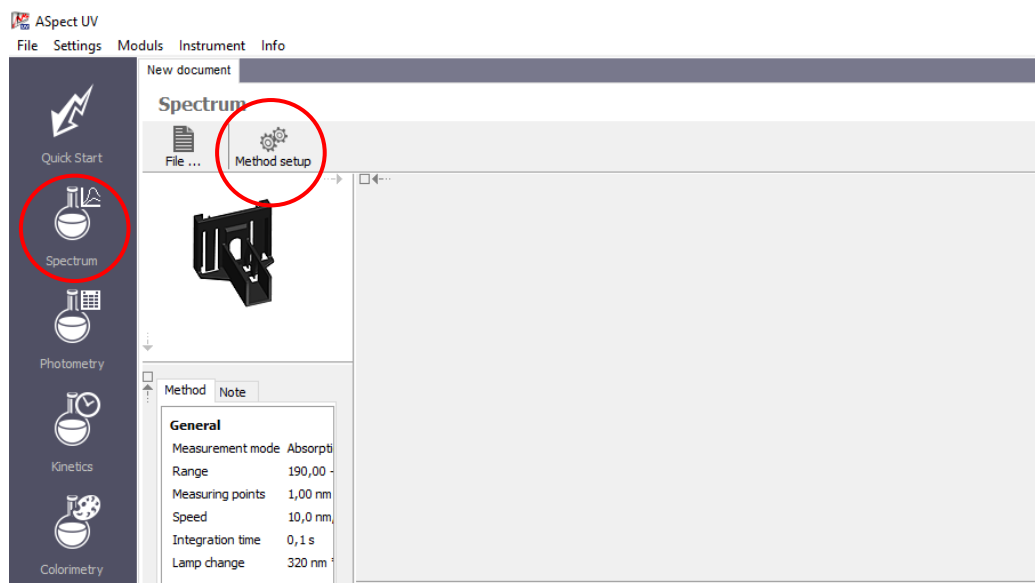 ASpect UV
File Settings Moduls Instrument Info
New document
Spectrum
Quick Start
File ...
Method setup
Spectrum
Photometry
Method Note
General
Measurement mode Absorpti
Range 190,00 -
Measuring points 1,00 nm
Speed 10,0 nm,
Integration time 0,1 s
Lamp change 320 nm
Kinetics
Colorimetry